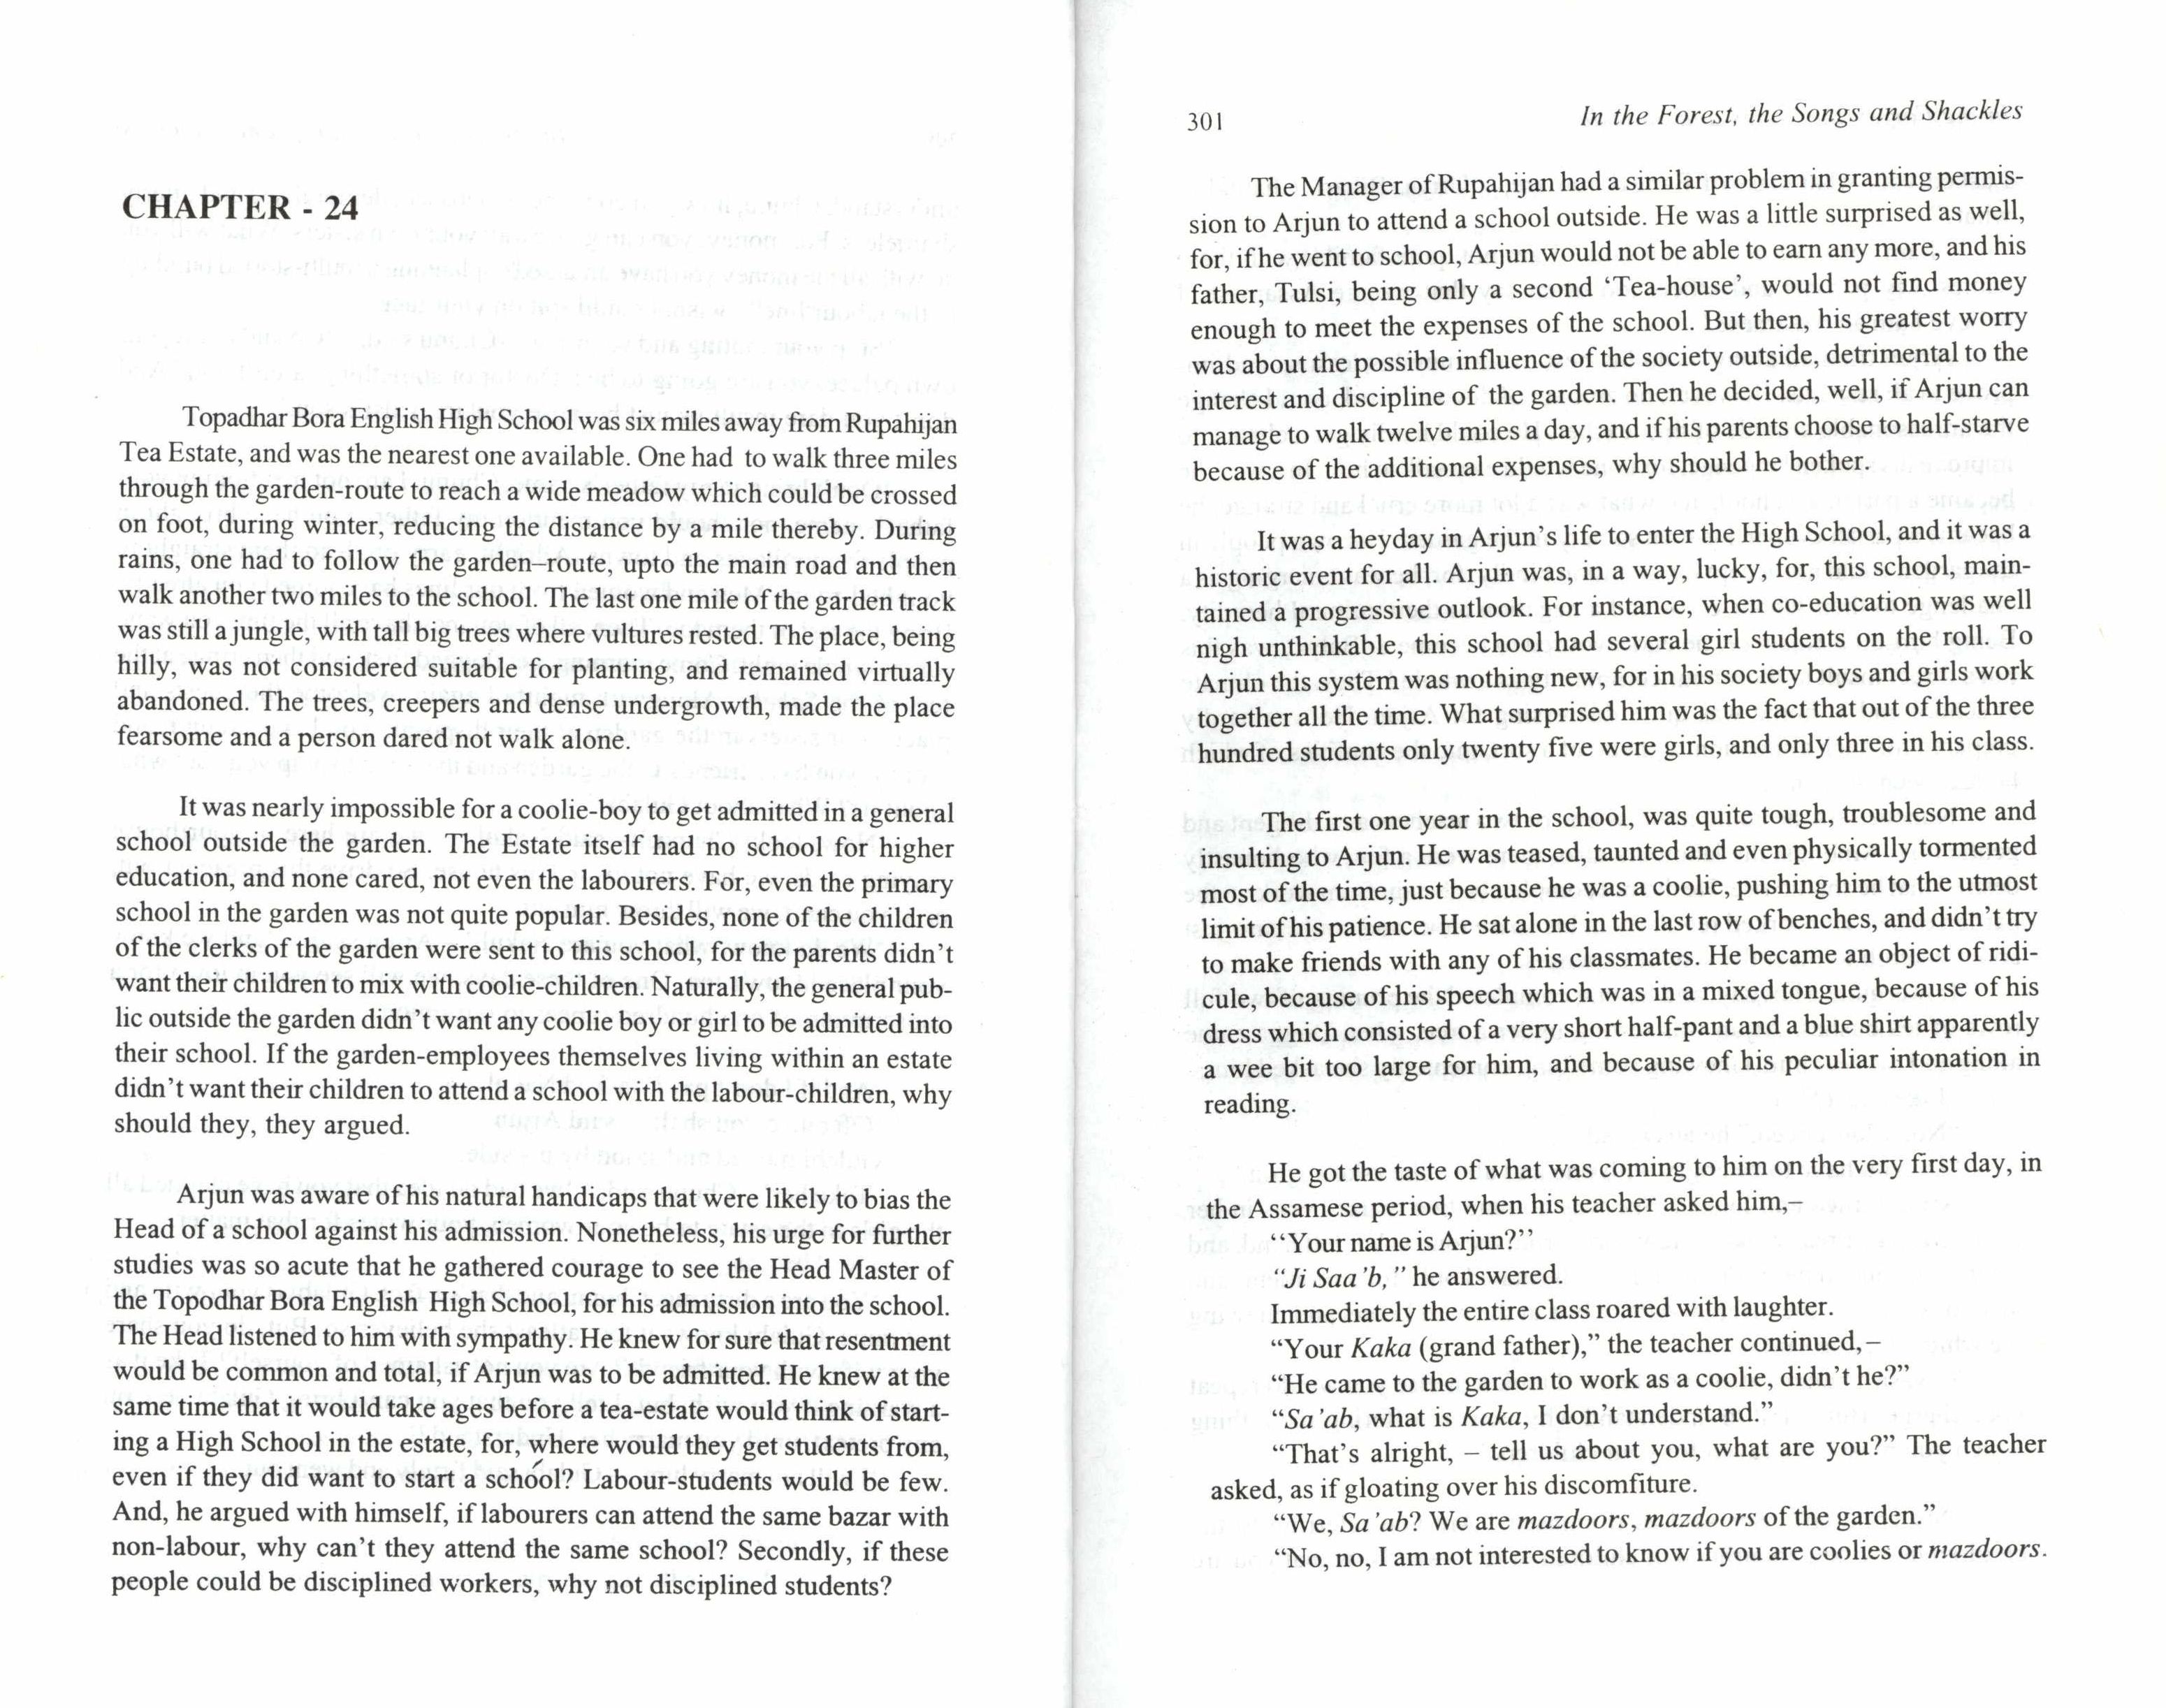 CHAPTER - 24
Topadhar Bora English High School was six miles away from Rupahijan
Tea Estate, and was the nearest one available. One had to walk three miles
through the garden-route to reach a wide meadow which could be crossed
on foot, during winter, reducing the distance by a mile thereby. During
rains, one had to follow the garden–route, upto the main road and then
walk another two miles to the school. The last one mile of the garden track
was still a jungle, with tall big trees where vultures rested. The place, being
hilly, was not considered suitable for planting, and remained virtually
abandoned. The trees, creepers and dense undergrowth, made the place
fearsome and a person dared not walk alone.
It was nearly impossible for a coolie-boy to get admitted in a general
school outside the garden. The Estate itself had no school for higher
education, and none cared, not even the labourers. For, even the primary
school in the garden was not quite popular. Besides, none of the children
of the clerks of the garden were sent to this school, for the parents didn't
want their children to mix with coolie-children. Naturally, the general pub-
lic outside the garden didn't want any coolie boy or girl to be admitted into
their school. If the garden-employees themselves living within an estate
didn't want their children to attend a school with the labour-children, why
should they, they argued.
Arjun was aware of his natural handicaps that were likely to bias the
Head of a school against his admission. Nonetheless, his urge for further
studies was so acute that he gathered courage to see the Head Master of
the Topodhar Bora English High School, for his admission into the school.
The Head listened to him with sympathy. He knew for sure that resentment
would be common and total, if Arjun was to be admitted. He knew at the
same time that it would take ages before a tea-estate would think of start-
ing a High School in the estate, for, where would they get students from,
even if they did want to start a school? Labour-students would be few.
And, he argued with himself, if labourers can attend the same bazar with
non-labour, why can't they attend the same school? Secondly, if these
people could be disciplined workers, why not disciplined students?
301 In the Forest, the Songs and Shackles
The Manager of Rupahijan had a similar problem in granting permis-
sion to Arjun to attend a school outside. He was a little surprised as well,
for, if he went to school, Arjun would not be able to earn any more, and his
father, Tulsi, being only a second 'Tea-house', would not find money
enough to meet the expenses of the school. But then, his greatest worry
was about the possible influence of the society outside, detrimental to the
interest and discipline of the garden. Then he decided, well, if Arjun can
manage to walk twelve miles a day, and if his parents choose to half-starve
because of the additional expenses, why should he bother.
It was a heyday in Arjun's life to enter the High School, and it was a
historic event for all. Arjun was, in a way, lucky, for, this school, main-
tained a progressive outlook. For instance, when co-education was well
nigh unthinkable, this school had several girl students on the roll. To
Arjun this system was nothing new, for in his society boys and girls work
together all the time. What surprised him was the fact that out of the three
hundred students only twenty five were girls, and only three in his class.
The first one year in the school, was quite tough, troublesome and
insulting to Arjun. He was teased, taunted and even physically tormented
most of the time, just because he was a coolie, pushing him to the utmost
limit of his patience. He sat alone in the last row of benches, and didn't try
to make friends with any of his classmates. He became an object of ridi-
cule, because of his speech which was in a mixed tongue, because of his
dress which consisted of a very short half-pant and a blue shirt apparently
a wee bit too large for him, and because of his peculiar intonation in
reading.
He got the taste of what was coming to him on the very first day, in
the Assamese period, when his teacher asked him,–
"Your name is Arjun?"
"Ji Saa'b," he answered.
Immediately the entire class roared with laughter.
"Your Kaka (grand father)," the teacher continued,–
"He came to the garden to work as a coolie, didn't he?"
"Sa'ab, what is Kaka, I don't understand."
"That's alright, – tell us about you, what are you?" The teacher
asked, as if gloating over his discomfiture.
"We, Sa'ab? We are mazdoors, mazdoors of the garden."
"No, no, I am not interested to know if you are coolies or mazdoors.